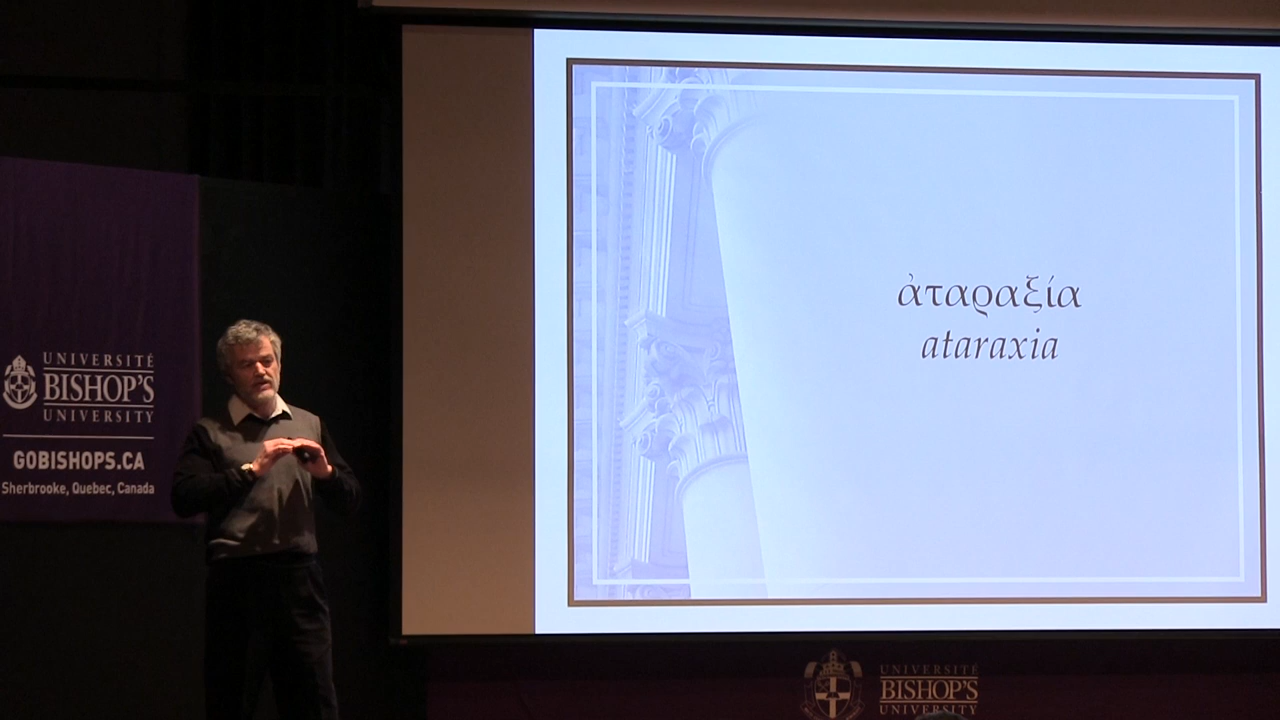 UNIVERSITÉ
BISHOP'S
UNIVERSITY
GOBISHOPS.CA
Sherbrooke, Quebec, Canada
ἀταραξία
ataraxia
UNIVERSITÉ
BISHOP'S
UNIVERSITY